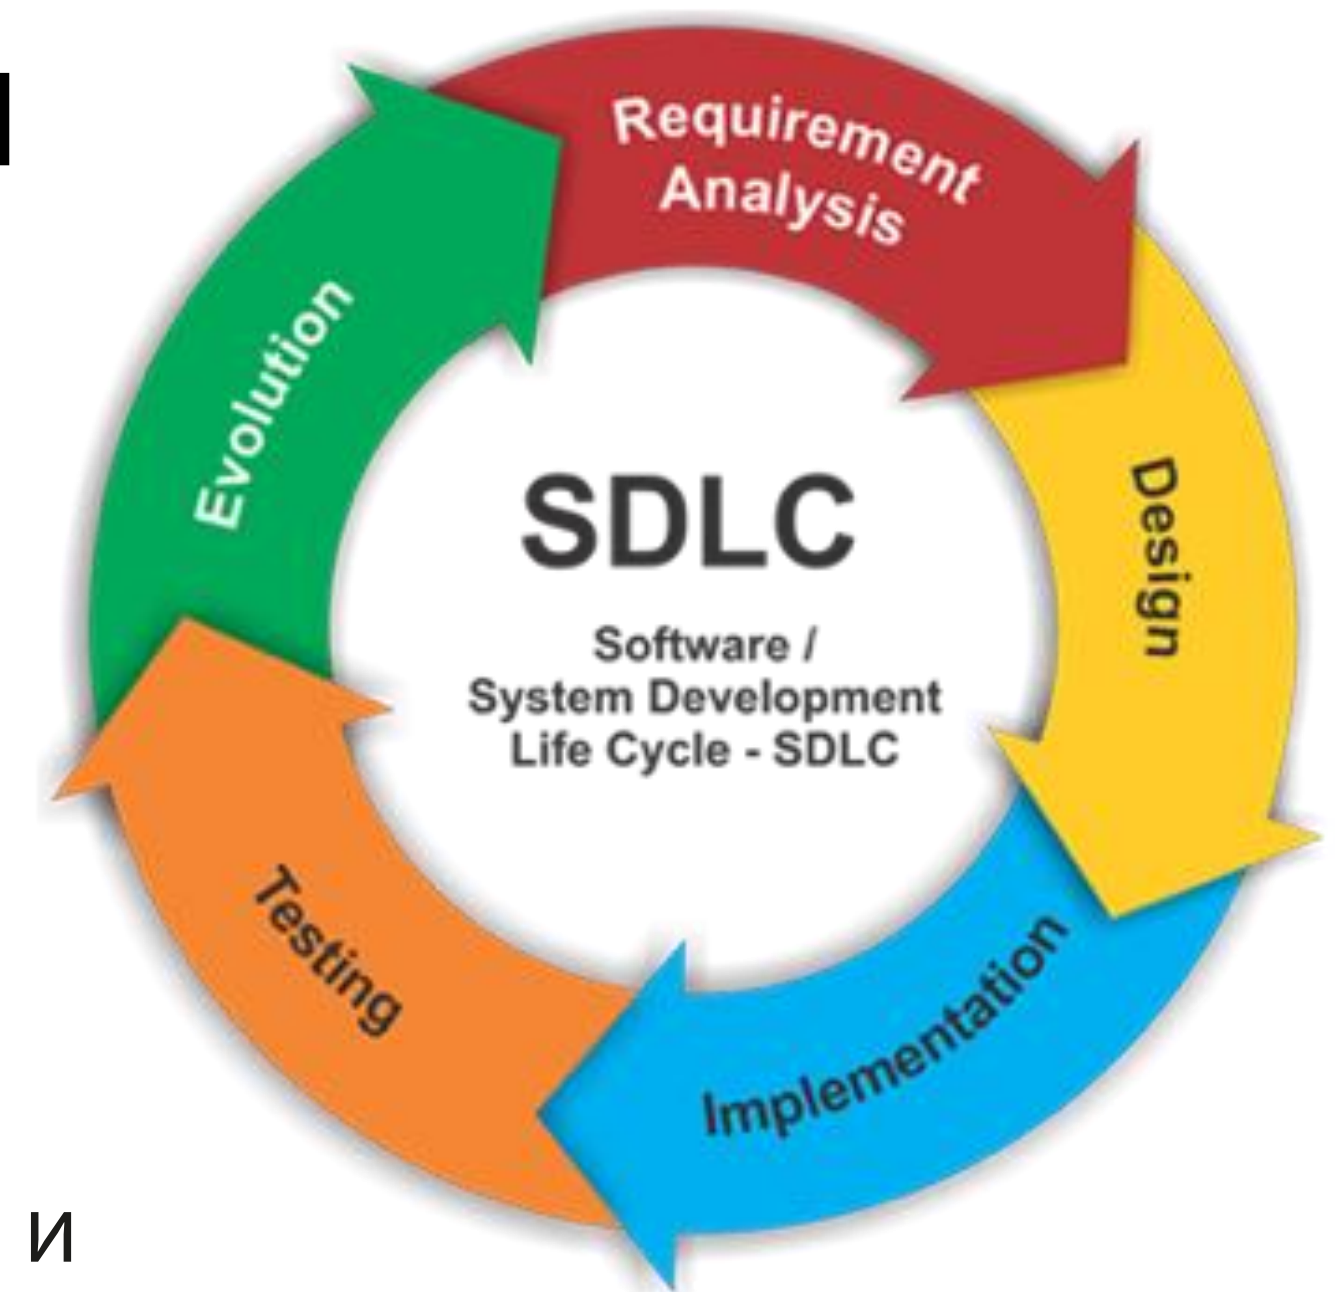 Requirement
Analysis
Evolution
Design
SDLC
Software /
System Development
Life Cycle - SDLC
Testing
Implementation
и